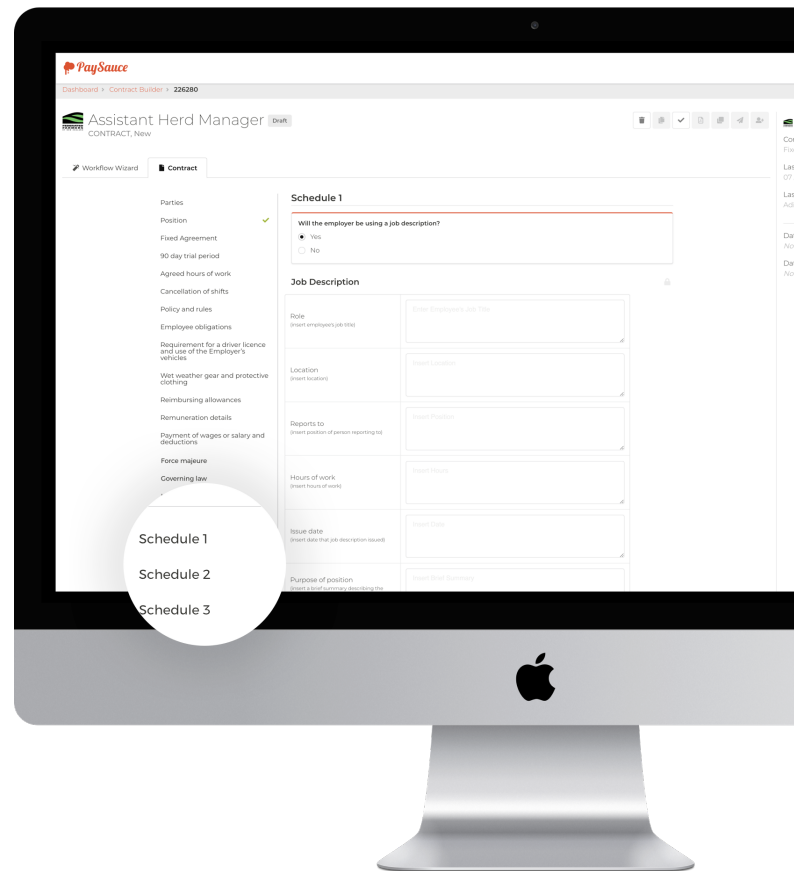 PaySauce
Dashboard > Contract Builder > 226280
Assistant Herd Manager Draft
CONTRACT, New
Workflow Wizard
Contract
Parties
Position
Fixed Agreement
90 day trial period
Agreed hours of work
Cancellation of shifts
Policy and rules
Employee obligations
Requirement for a driver licence
and use of the Employer's
vehicles
Wet weather gear and protective
clothing
Reimbursing allowances
Remuneration details
Payment of wages or salary and
deductions
Force majeure
Governing law
Schedule 1
Schedule 2
Schedule 3
Schedule 1
Will the employer be using a job description?
Yes
No
Job Description
Role
(insert employee's job title)
Enter Employee's Job Title
Location
(insert location)
Insert Location
Reports to
(insert position of person reporting to)
Insert Position
Hours of work
(insert hours of work)
Insert Hours
Issue date
(insert date that job description issued)
Insert Date
Purpose of position
(insert a brief summary describing the
Insert Brief Summary